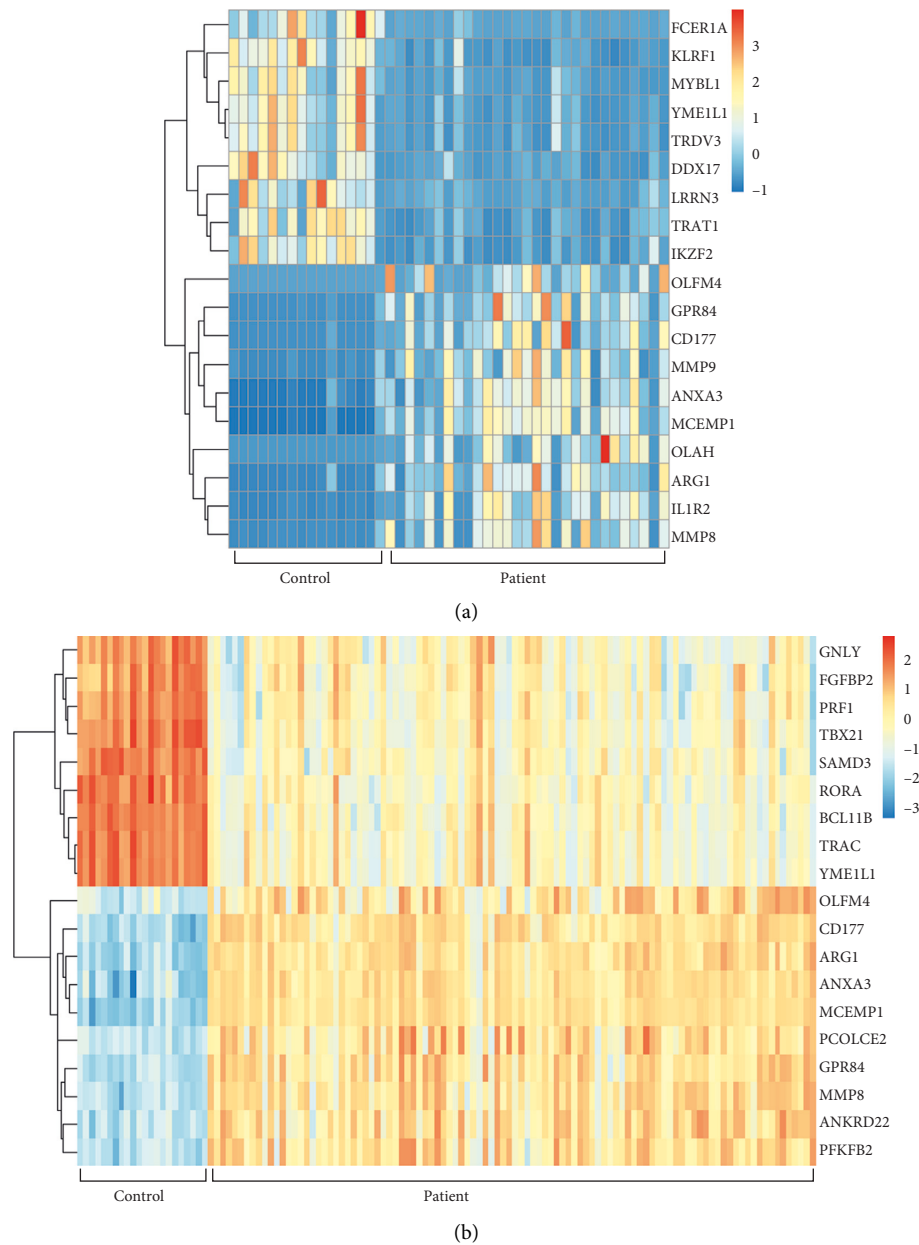 FCER1A
KLRF1
MYBL1
YME1L1
TRDV3
DDX17
LRRN3
TRAT1
IKZF2
OLFM4
GPR84
CD177
MMP9
ANXA3
MCEMP1
OLAH
ARG1
IL1R2
MMP8
3
2
1
0
−1
Control
Patient
(a)
GNLY
FGFBP2
PRF1
TBX21
SAMD3
RORA
BCL11B
TRAC
YME1L1
OLFM4
CD177
ARG1
ANXA3
MCEMP1
PCOLCE2
GPR84
MMP8
ANKRD22
PFKFB2
2
1
0
−1
−2
−3
Control
Patient
(b)